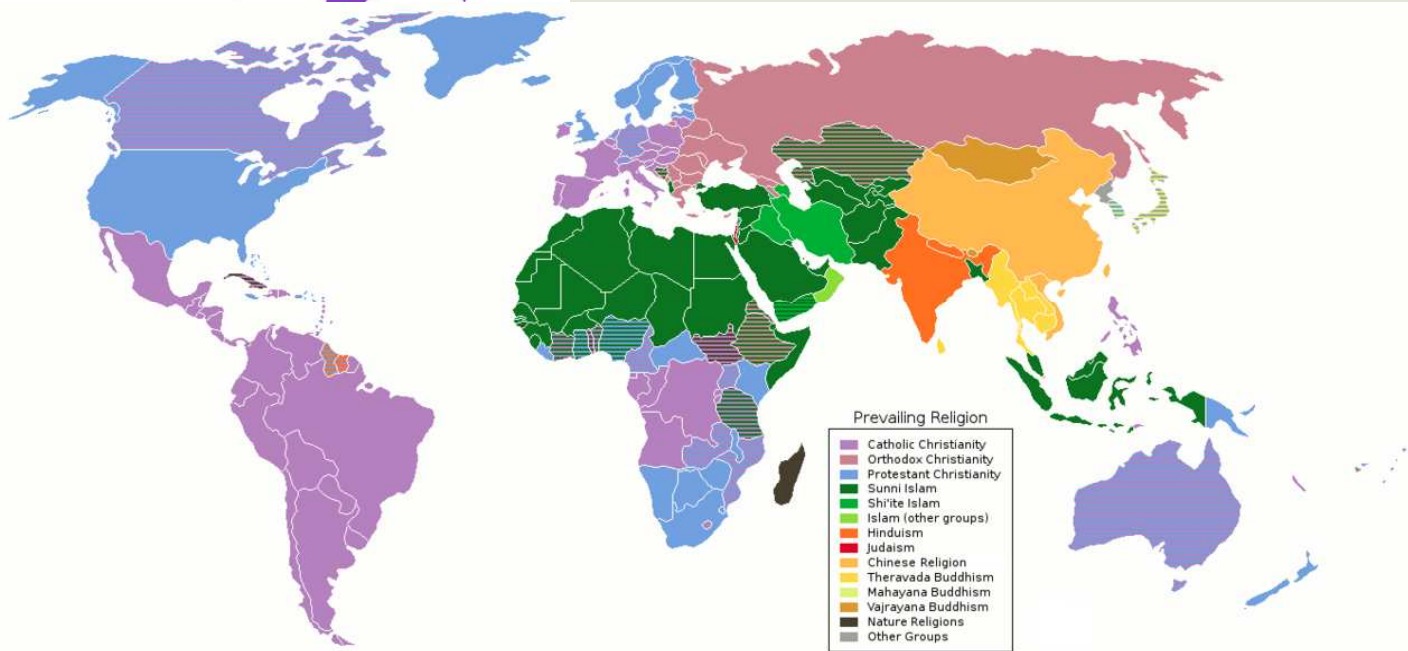 Prevailing Religion
Catholic Christianity
Orthodox Christianity
Protestant Christianity
Sunni Islam
Shi'ite Islam
Islam (other groups)
Hinduism
Judaism
Chinese Religion
Theravada Buddhism
Mahayana Buddhism
Vajrayana Buddhism
Nature Religions
Other Groups